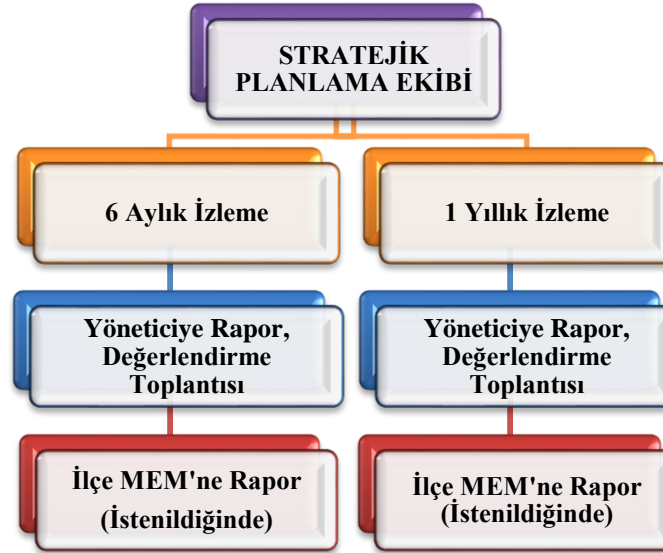 STRATEJİK
PLANLAMA EKİBİ
6 Aylık İzleme
1 Yıllık İzleme
Yöneticiye Rapor,
Değerlendirme
Toplantısı
Yöneticiye Rapor,
Değerlendirme
Toplantısı
İlçe MEM'ne Rapor
(İstenildiğinde)
İlçe MEM'ne Rapor
(İstenildiğinde)